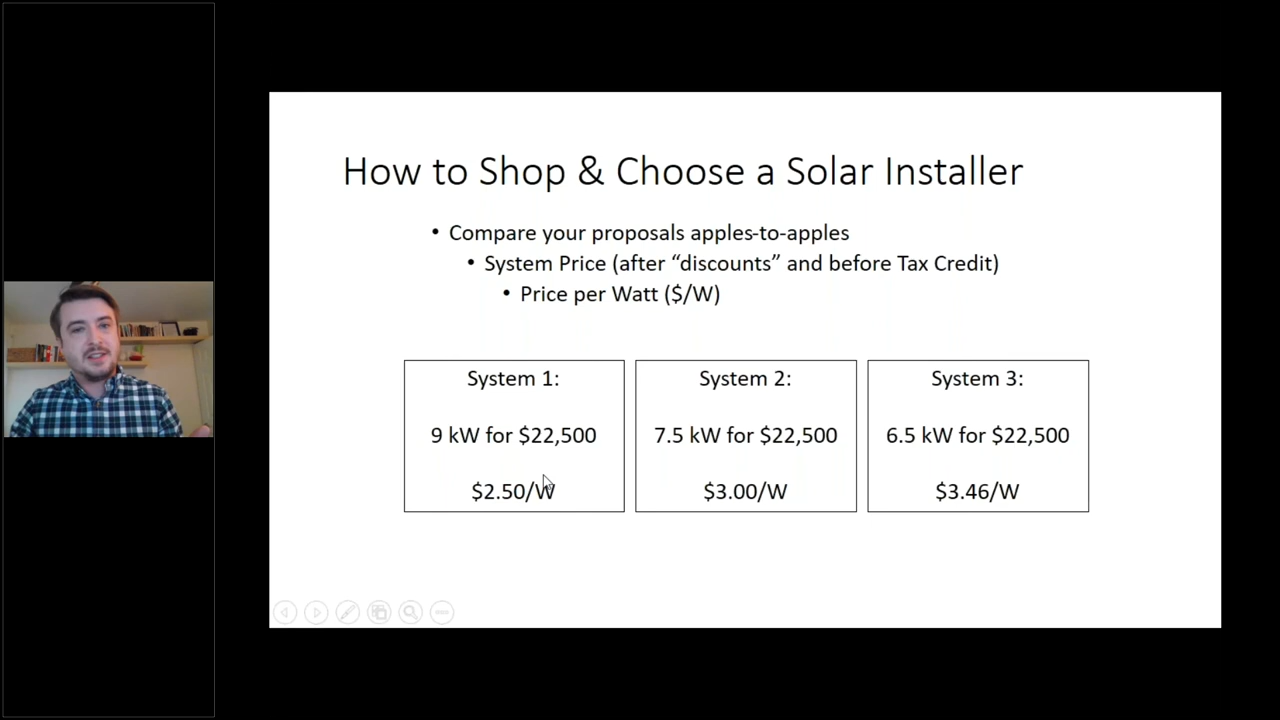 How to Shop & Choose a Solar Installer
• Compare your proposals apples-to-apples
• System Price (after “discounts” and before Tax Credit)
• Price per Watt ($/W)
System 1:
9 kW for $22,500
$2.50/W
System 2:
7.5 kW for $22,500
$3.00/W
System 3:
6.5 kW for $22,500
$3.46/W